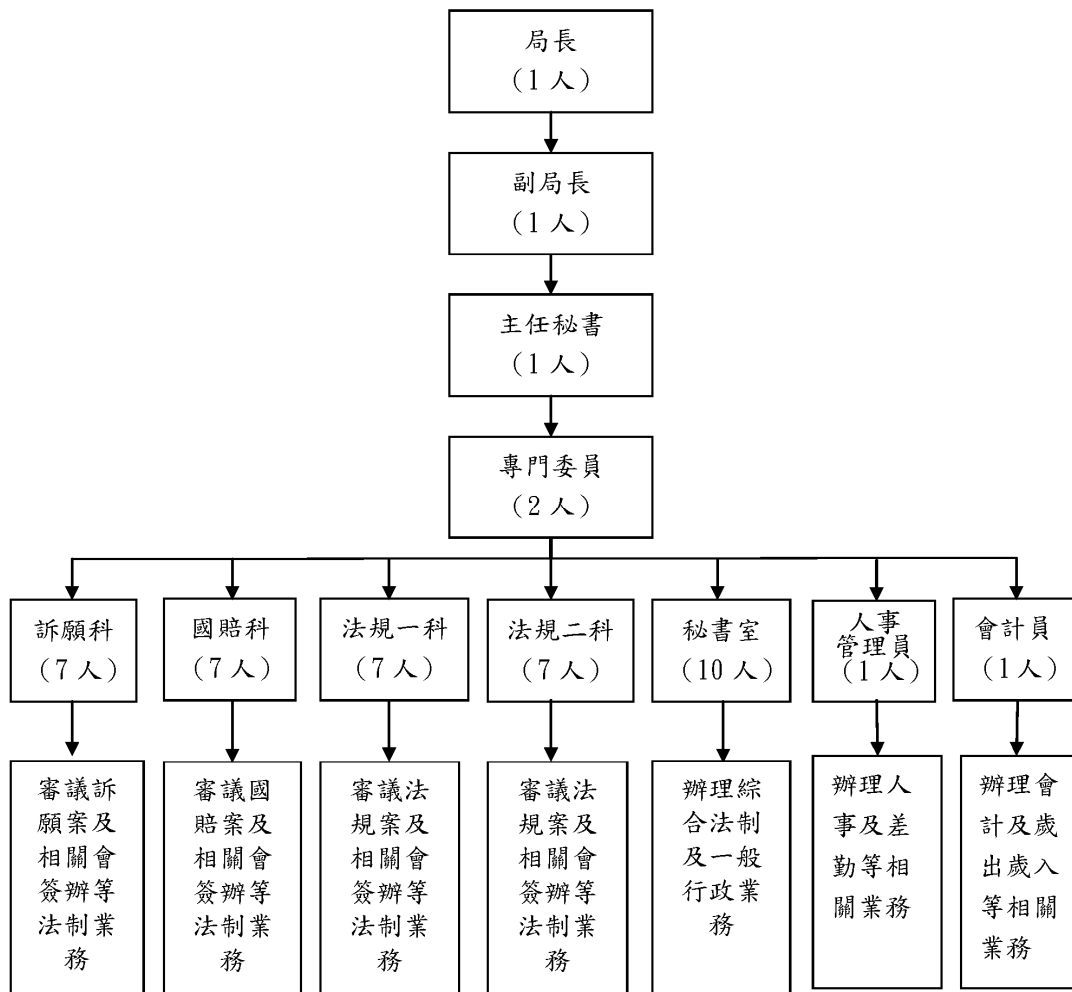 局長
(1人)
副局長
(1人)
主任秘書
(1人)
專門委員
(2人)
訴願科
(7人)
國賠科
(7人)
法規一科
(7人)
法規二科
(7人)
秘書室
(10人)
人事
管理員
(1人)
會計員
(1人)
審議訴
願案及
相關會
簽辦等
法制業
務
審議國
賠案及
相關會
簽辦等
法制業
務
審議法
規案及
相關會
簽辦等
法制業
務
審議法
規案及
相關會
簽辦等
法制業
務
辦理綜
合法制
及一般
行政業
務
辦理人
事及差
勤等相
關業務
辦理會
計及歲
出歲入
等相關
業務